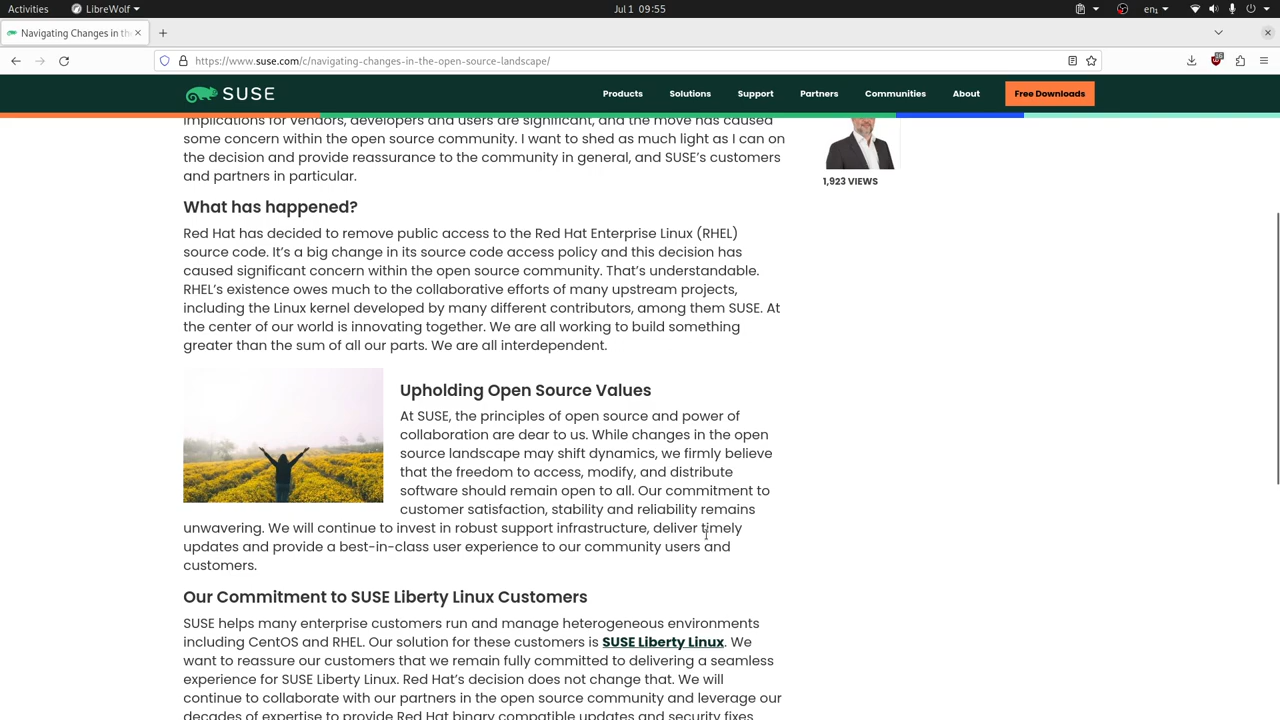 Activities LibreWolf Jul 1 09:55 en1
Navigating Changes in th
https://www.suse.com/c/navigating-changes-in-the-open-source-landscape/
SUSE Products Solutions Support Partners Communities About Free Downloads
implications for vendors, developers and users are significant, and the move has caused
some concern within the open source community. I want to shed as much light as I can on
the decision and provide reassurance to the community in general, and SUSE’s customers
and partners in particular.
1,923 VIEWS
What has happened?
Red Hat has decided to remove public access to the Red Hat Enterprise Linux (RHEL)
source code. It’s a big change in its source code access policy and this decision has
caused significant concern within the open source community. That’s understandable.
RHEL’s existence owes much to the collaborative efforts of many upstream projects,
including the Linux kernel developed by many different contributors, among them SUSE. At
the center of our world is innovating together. We are all working to build something
greater than the sum of all our parts. We are all interdependent.
Upholding Open Source Values
At SUSE, the principles of open source and power of
collaboration are dear to us. While changes in the open
source landscape may shift dynamics, we firmly believe
that the freedom to access, modify, and distribute
software should remain open to all. Our commitment to
customer satisfaction, stability and reliability remains
unwavering. We will continue to invest in robust support infrastructure, deliver timely
updates and provide a best-in-class user experience to our community users and
customers.
Our Commitment to SUSE Liberty Linux Customers
SUSE helps many enterprise customers run and manage heterogeneous environments
including CentOS and RHEL. Our solution for these customers is SUSE Liberty Linux. We
want to reassure our customers that we remain fully committed to delivering a seamless
experience for SUSE Liberty Linux. Red Hat’s decision does not change that. We will
continue to collaborate with our partners in the open source community and leverage our
decades of expertise to provide Red Hat binary compatible updates and security fixes